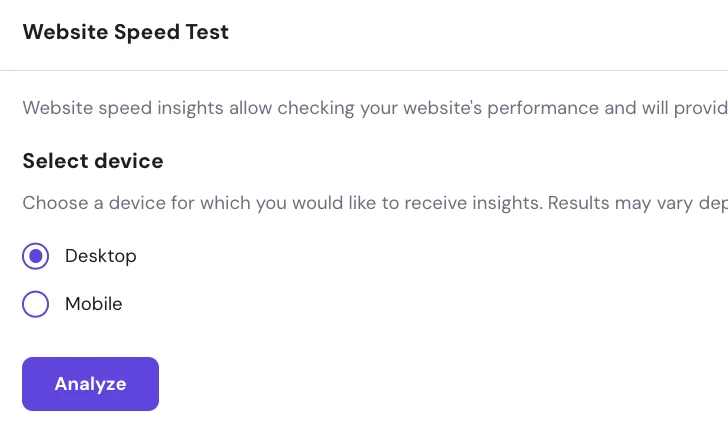 Website Speed Test
Website speed insights allow checking your website's performance and will provid
Select device
Choose a device for which you would like to receive insights. Results may vary dep
Desktop
Mobile
Analyze